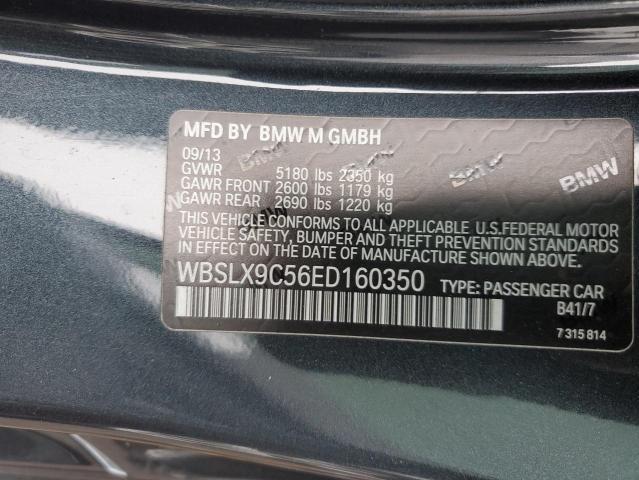 MFD BY BMW M GMBH
09/13
GVWR 5180 lbs 2350 kg
GAWR FRONT 2600 lbs 1179 kg
GAWR REAR 2690 lbs 1220 kg
THIS VEHICLE CONFORMS TO ALL APPLICABLE U.S.FEDERAL MOTOR
VEHICLE SAFETY, BUMPER AND THEFT PREVENTION STANDARDS
IN EFFECT ON THE DATE OF MANUFACTURE SHOWN ABOVE.
WBSLX9C56ED160350 TYPE: PASSENGER CAR
B41/7
7 315 814
BMW
BMW
BMW